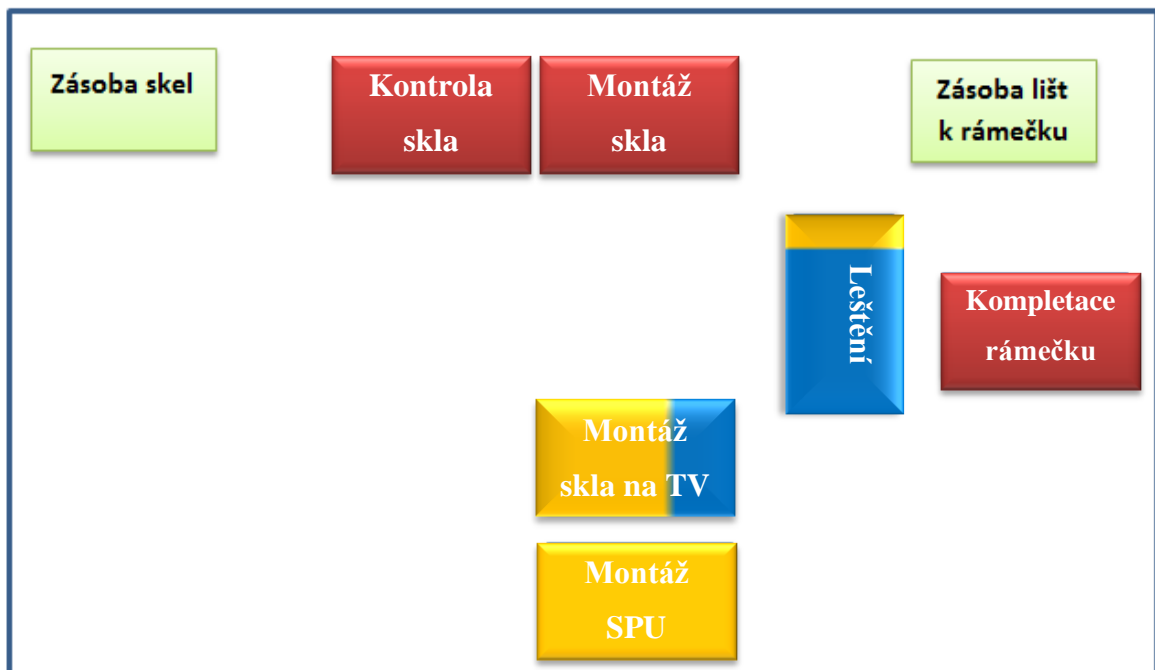 Zásoba skel
Kontrola
skla
Montáž
skla
Zásoba lišt
k rámečku
Leštění
Kompletace
rámečku
Montáž
skla na TV
Montáž
SPU